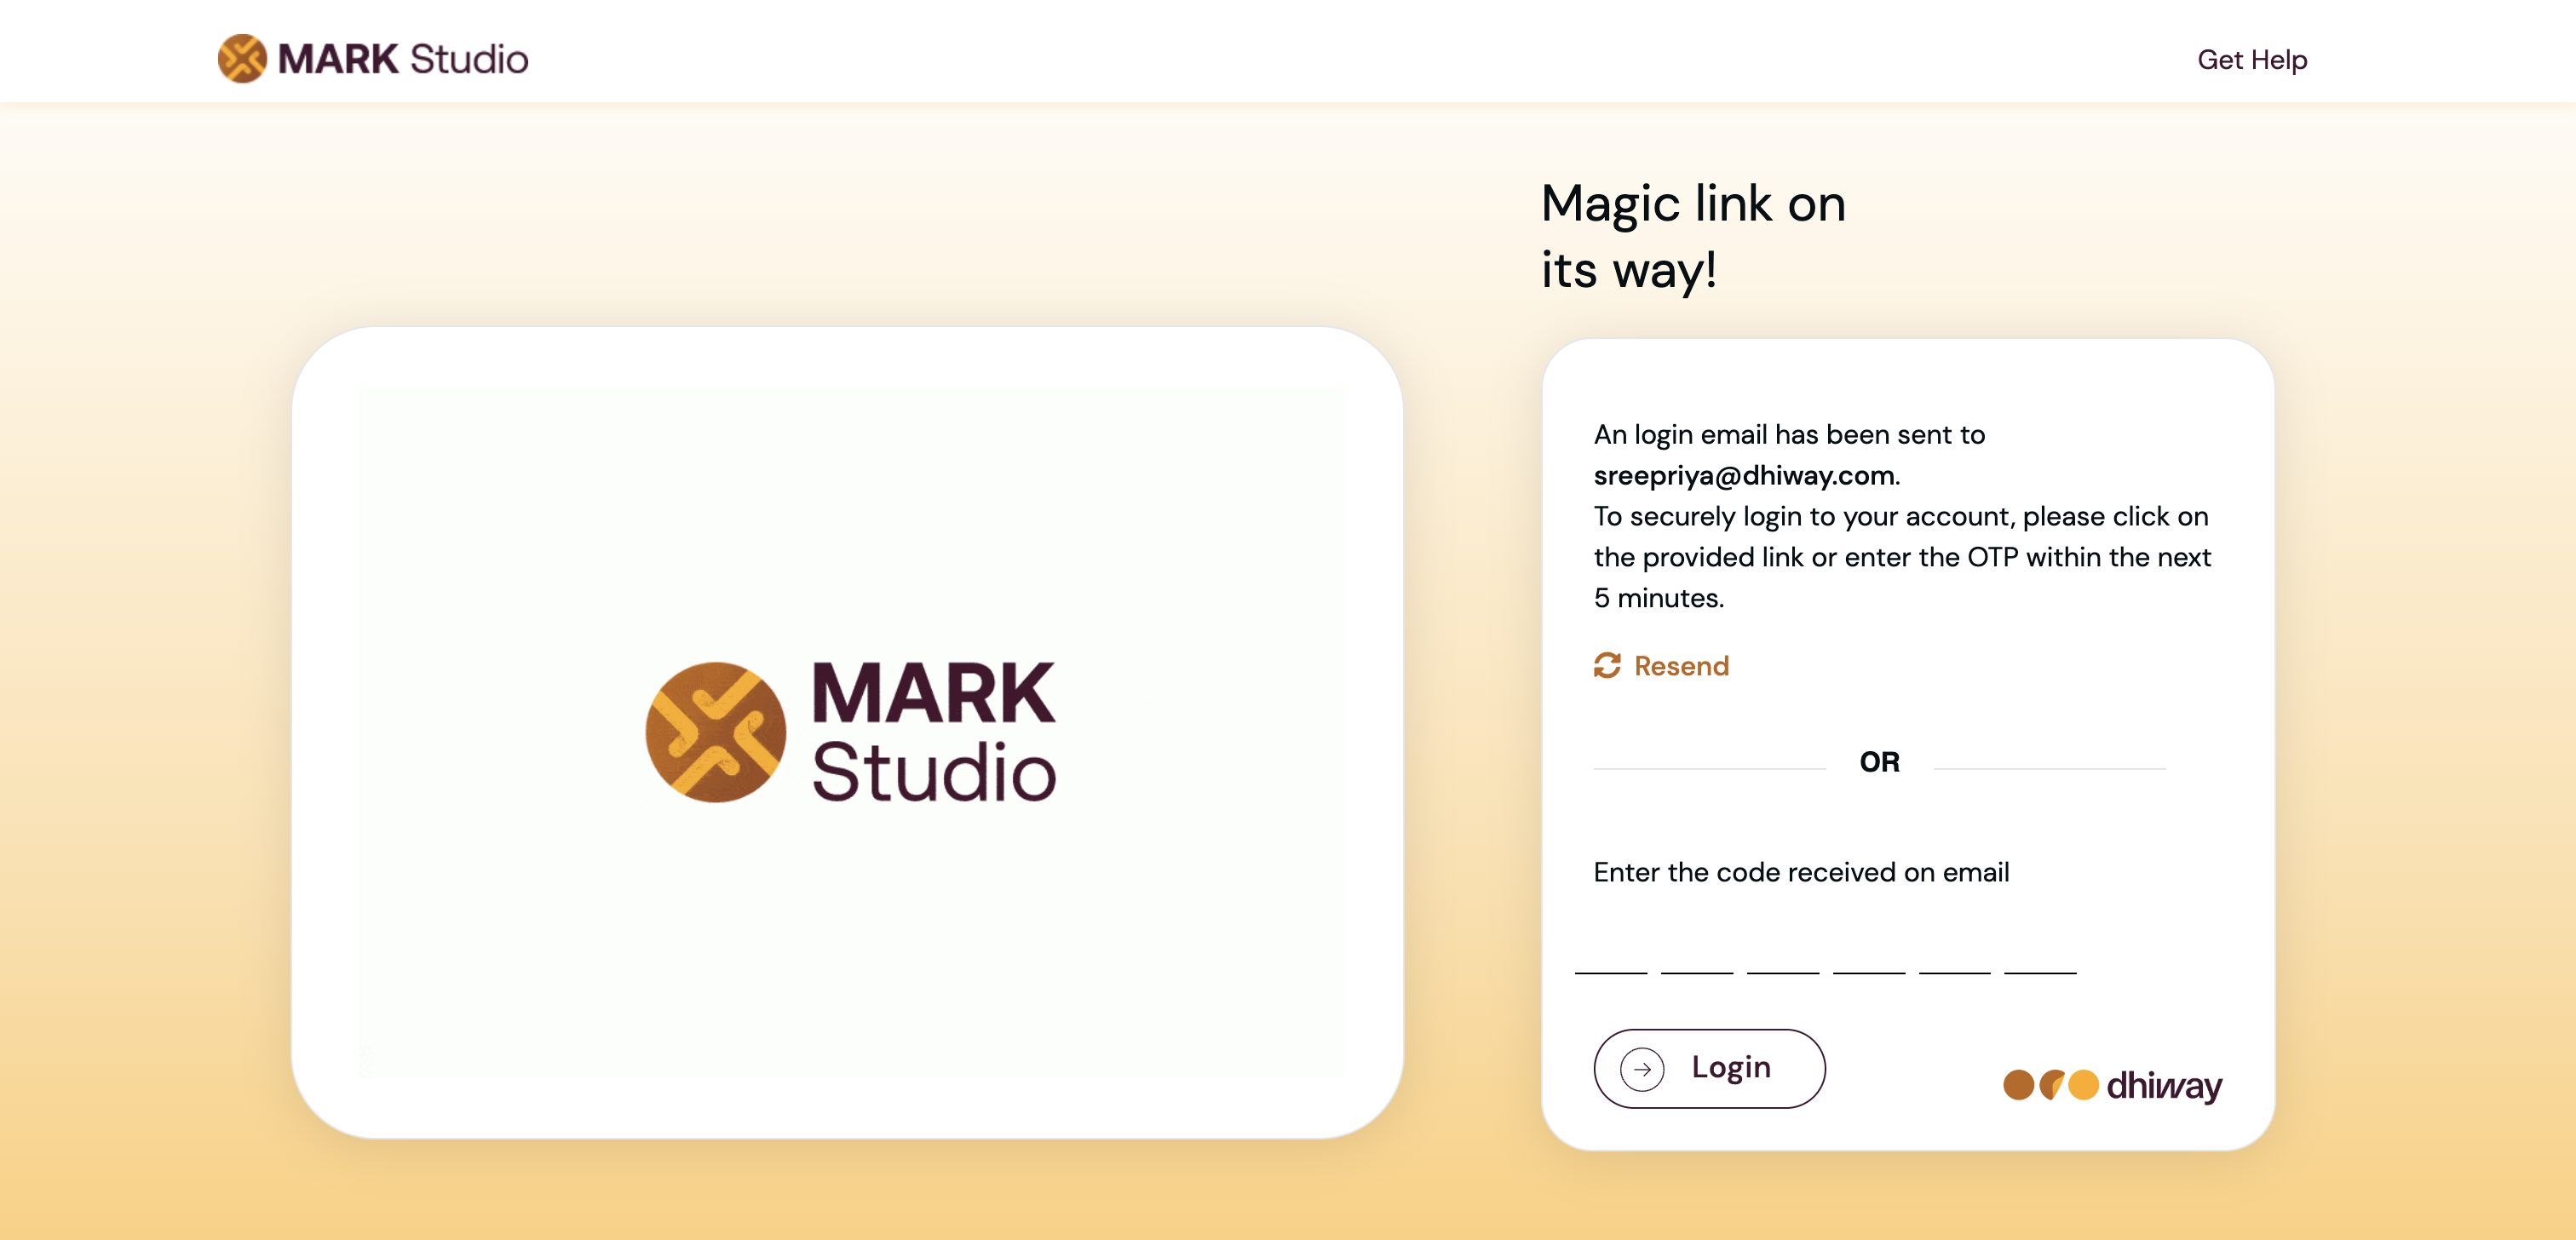 MARK Studio
Get Help
Magic link on
its way!
MARK
Studio
An login email has been sent to
sreepriya@dhiway.com.
To securely login to your account, please click on
the provided link or enter the OTP within the next
5 minutes.
Resend
OR
Enter the code received on email
Login
dhiway